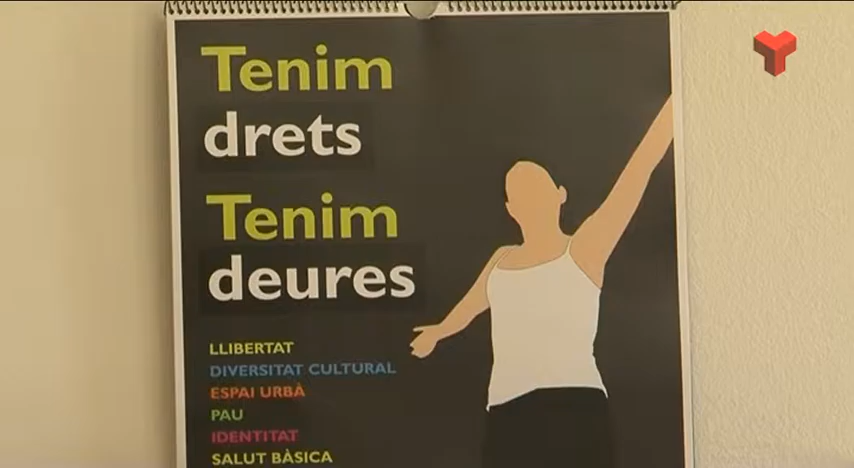 Tenim
drets
Tenim
deures
LLIBERTAT
DIVERSITAT CULTURAL
ESPAI URBÀ
PAU
IDENTITAT
SALUT BÀSICA